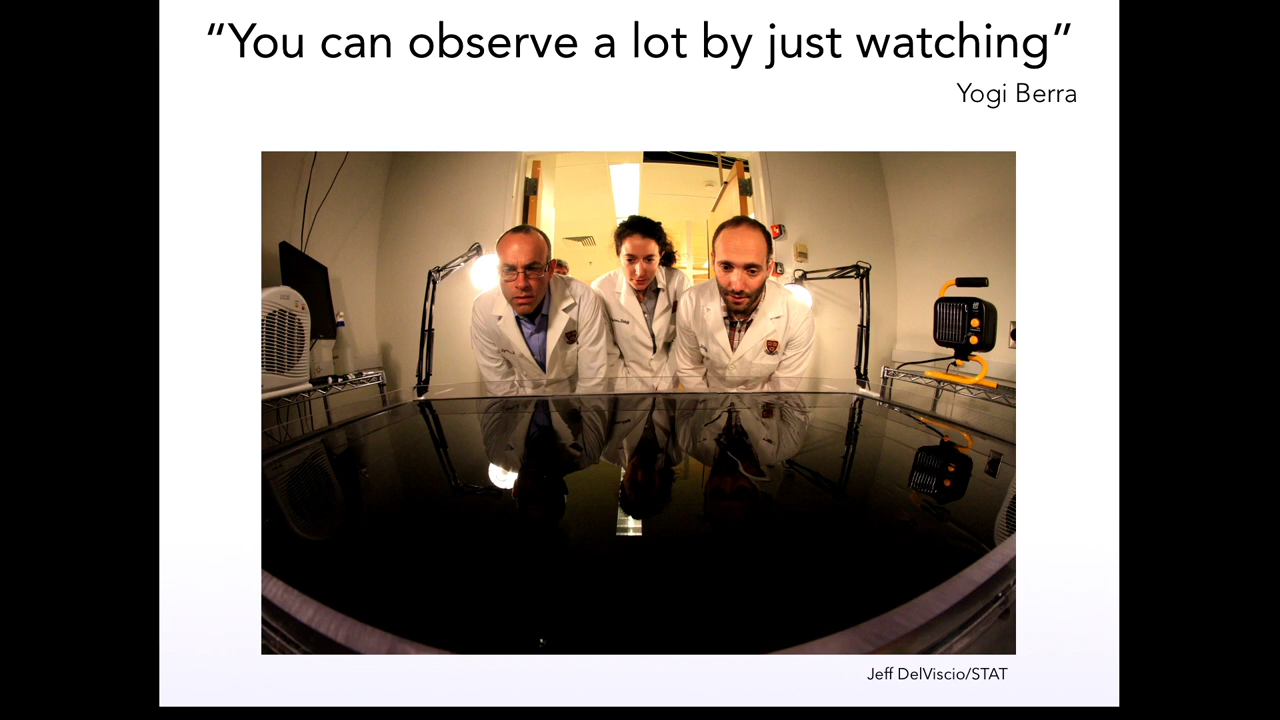 “You can observe a lot by just watching”
Yogi Berra
Jeff DelViscio/STAT